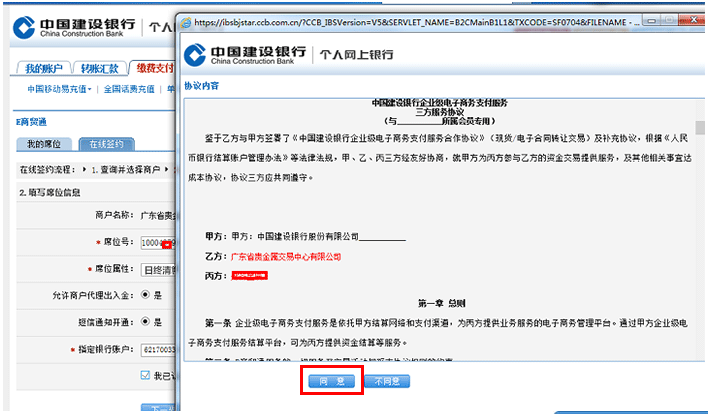 https://ibsbjstar.ccb.com.cn/?CCB_IBSVersion=V5&SERVLET_NAME=B2CMainB1L1&TXCODE=SF0704&FILENAME - ...
中国建设银行
China Construction Bank
个人
我的账户 转账汇款 缴费支付
中国移动充值 全国话费充值 单
E商贸通
我的席位 在线签约
在线签约流程： 1.查询并选择商户
2.填写席位信息
商户名称： 广东省贵金
* 席位号： 10004
* 席位属性： 日终清算
允许商户代理出入金： 是
短信通知开通： 是
* 指定银行账户： 62170033
我已
中国建设银行
China Construction Bank
个人网上银行
协议内容
中国建设银行企业级电子商务支付服务
三方服务协议
（与________所属会员专用）
鉴于乙方与甲方签署了《中国建设银行企业级电子商务支付服务合作协议》（现货/电子合同转让交易）及补充协议，根据《人民
币银行结算账户管理办法》等法律法规，甲、乙、丙三方经友好协商，就甲方为丙方参与乙方的资金交易提供服务，及其他相关事宜达
成本协议，协议三方应共同遵守。
甲方：甲方：中国建设银行股份有限公司__________
乙方：广东省贵金属交易中心有限公司
丙方：
第一章 总则
第一条 企业级电子商务支付服务是依托甲方结算网络和支付渠道，为丙方提供业务服务的电子商务管理平台。通过甲方企业级电
子商务支付服务结算平台，可为丙方提供资金结算等服务。
同 意 不同意